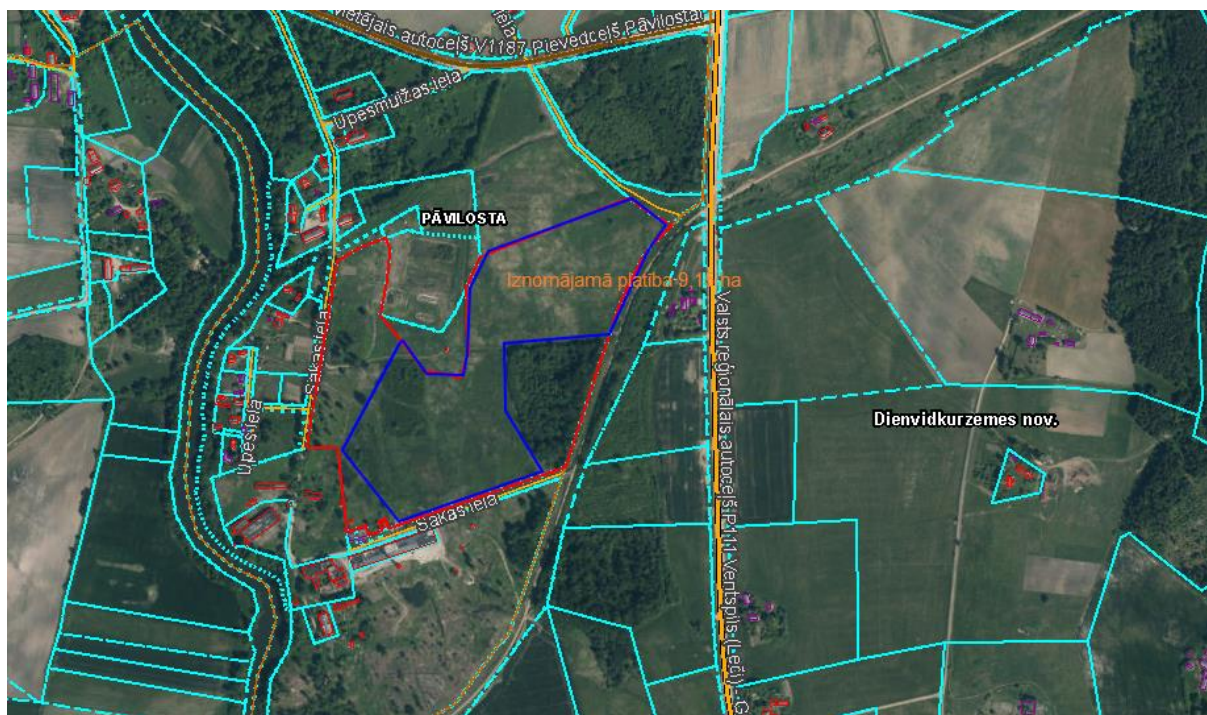 Vietējais autoceļš V1187 Pievedceļš Pāvilostai
iela
Upesmuižas iela
PĀVILOSTA
Iznomājamā platība 9,1 ha
Sakas iela
Upes iela
Sakas iela
Valsts reģionālais autoceļš P111 Ventspils (Leči) - G
Dienvidkurzemes nov.